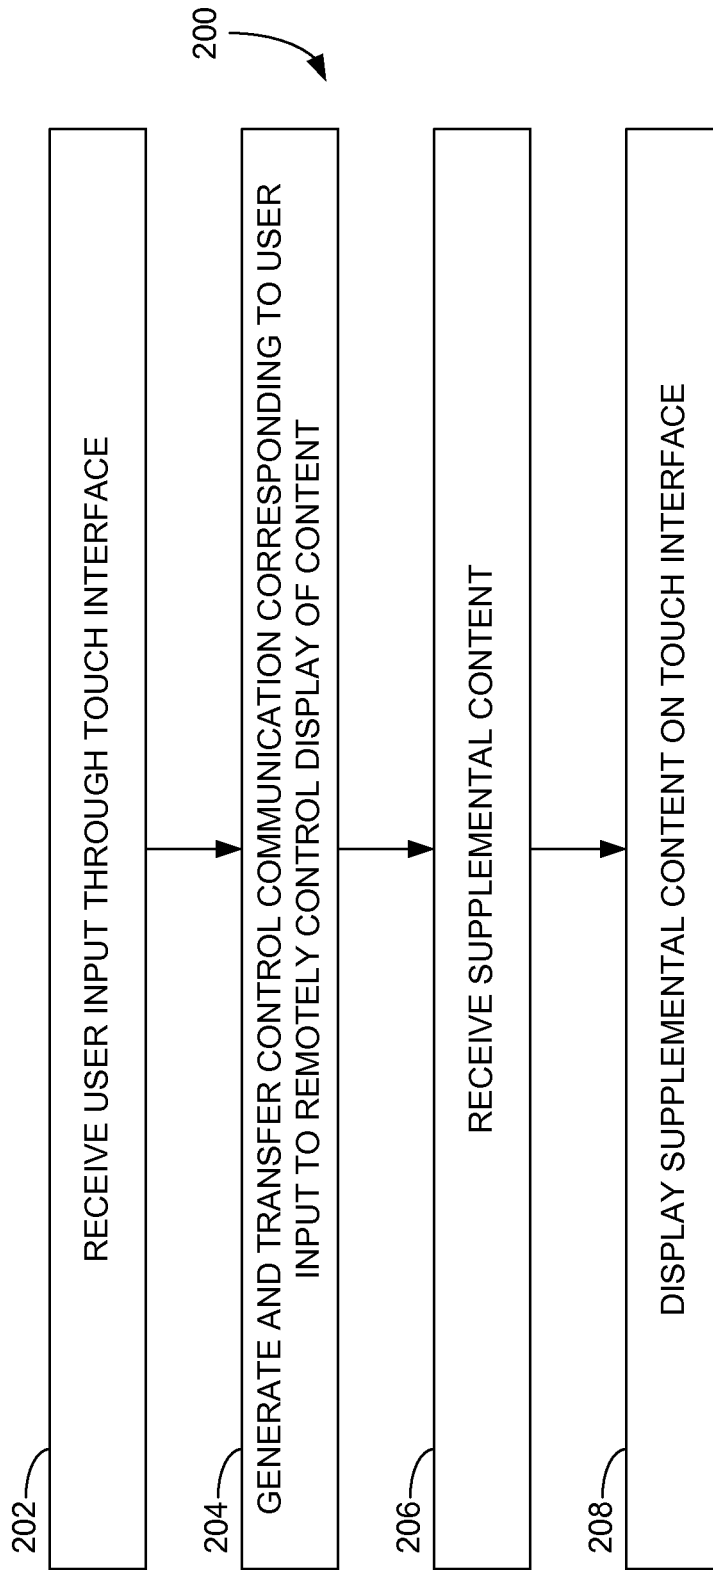 200
202
RECEIVE USER INPUT THROUGH TOUCH INTERFACE
204
GENERATE AND TRANSFER CONTROL COMMUNICATION CORRESPONDING TO USER
INPUT TO REMOTELY CONTROL DISPLAY OF CONTENT
206
RECEIVE SUPPLEMENTAL CONTENT
208
DISPLAY SUPPLEMENTAL CONTENT ON TOUCH INTERFACE